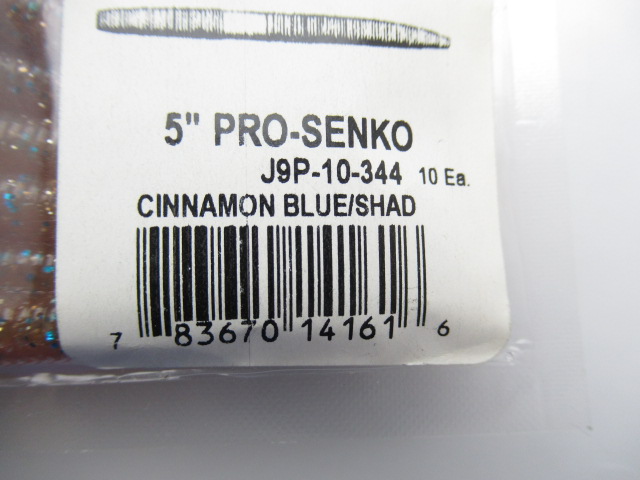 5" PRO-SENKO
J9P-10-344 10 Ea.
CINNAMON BLUE/SHAD
7 83670 14161 6